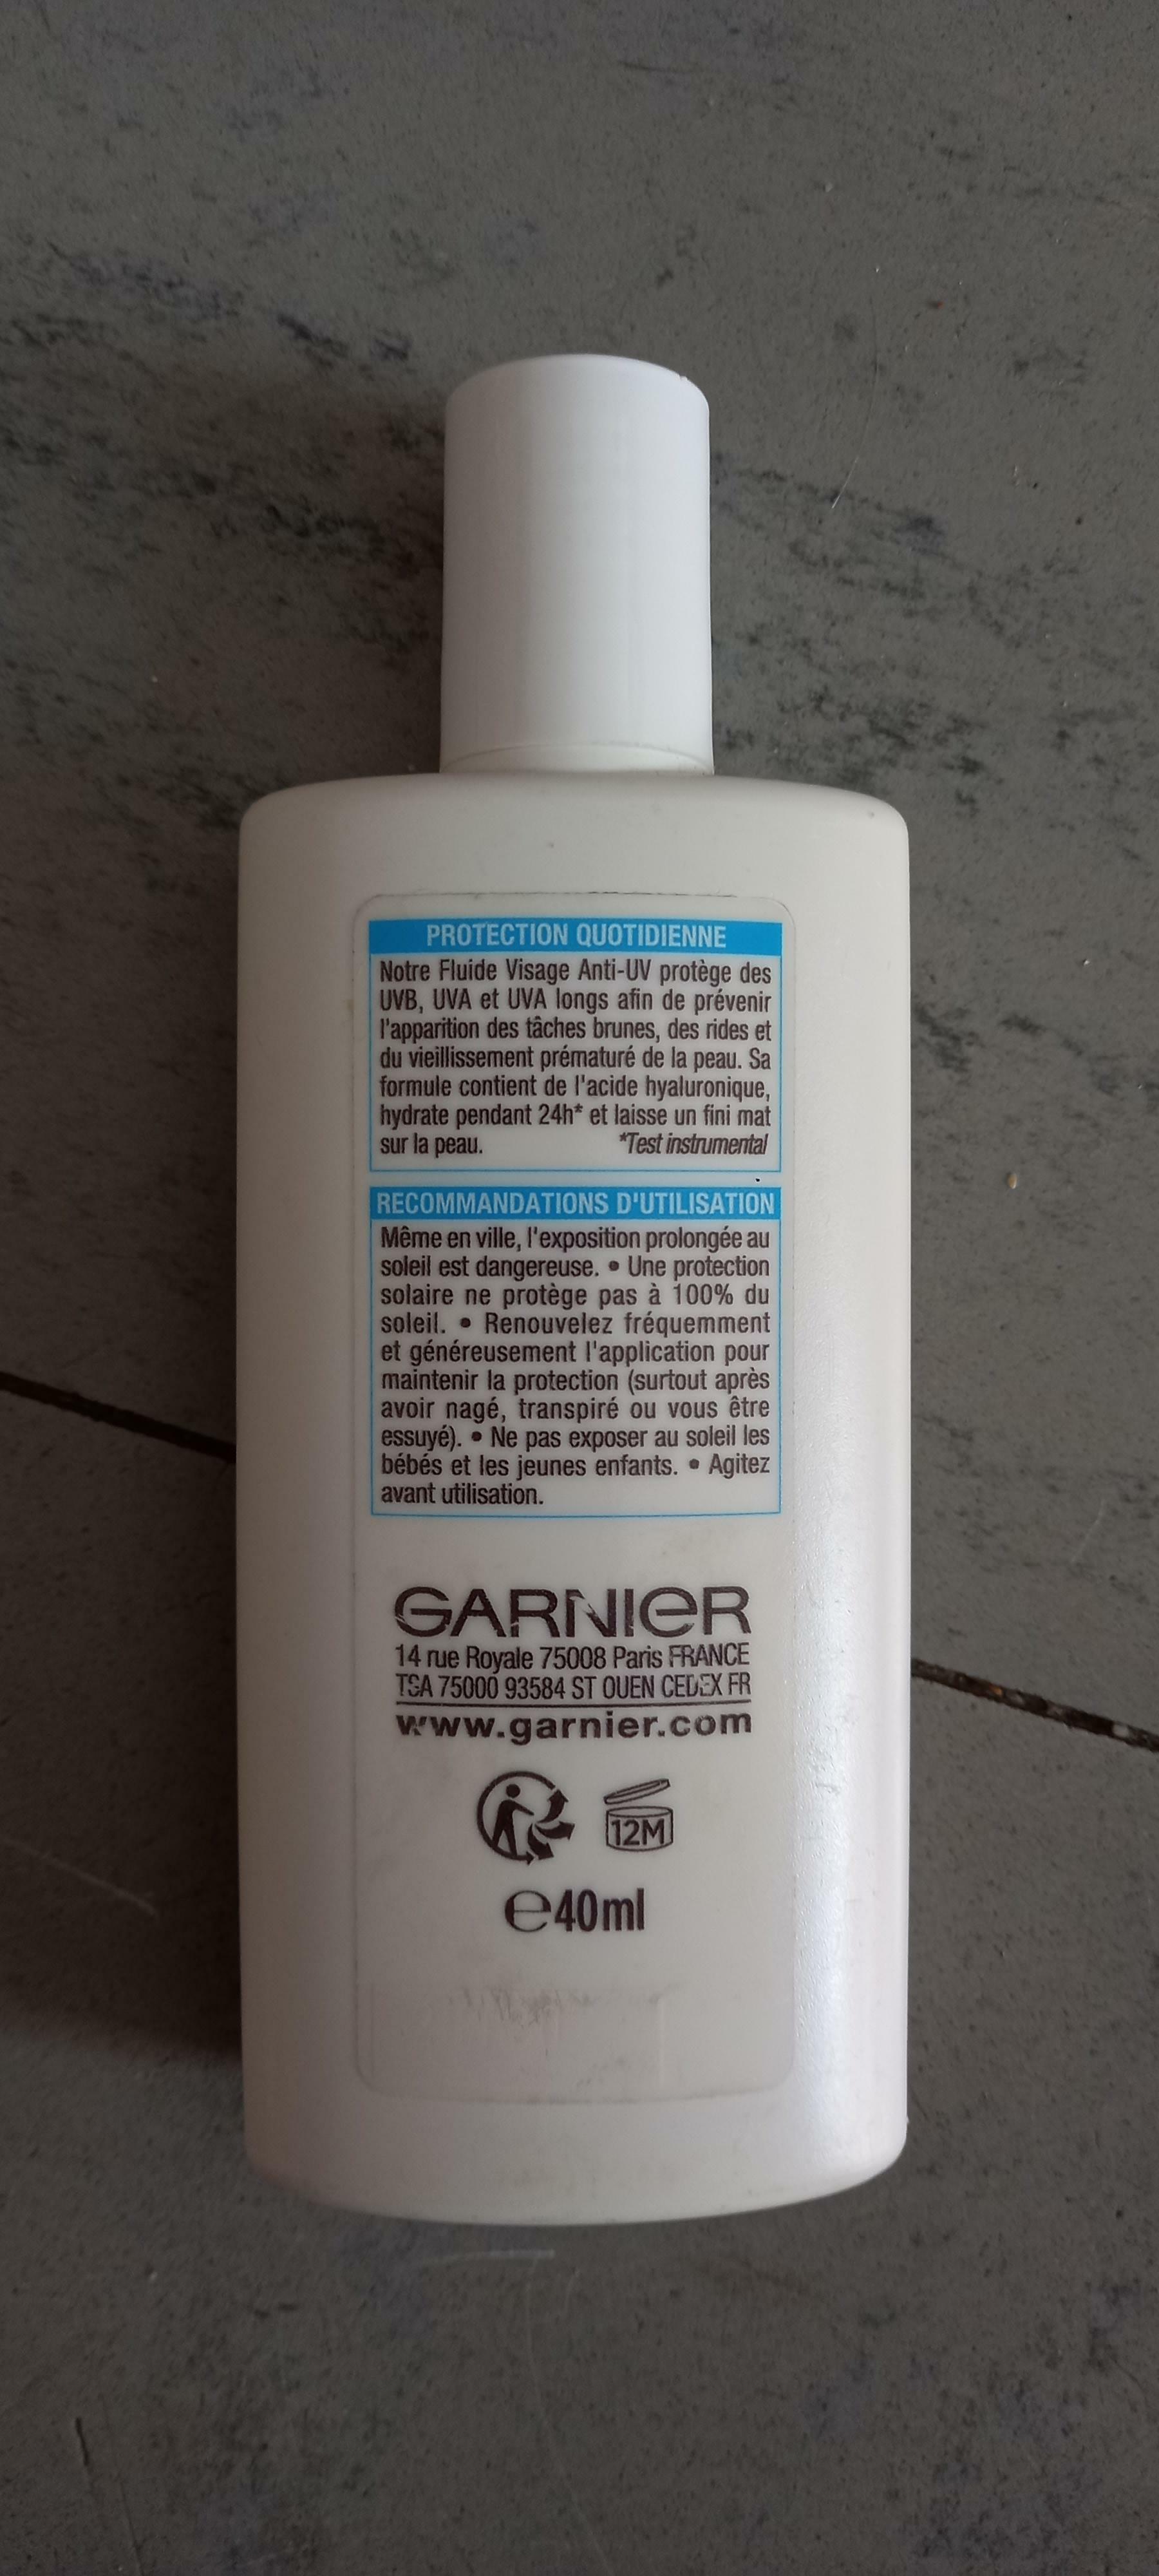 PROTECTION QUOTIDIENNE
Notre Fluide Visage Anti-UV protège des
UVB, UVA et UVA longs afin de prévenir
l'apparition des tâches brunes, des rides et
du vieillissement prématuré de la peau. Sa
formule contient de l'acide hyaluronique,
hydrate pendant 24h* et laisse un fini mat
sur la peau. *Test instrumental
RECOMMANDATIONS D'UTILISATION
Même en ville, l'exposition prolongée au
soleil est dangereuse. • Une protection
solaire ne protège pas à 100% du
soleil. • Renouvelez fréquemment
et généreusement l'application pour
maintenir la protection (surtout après
avoir nagé, transpiré ou vous être
essuyé). • Ne pas exposer au soleil les
bébés et les jeunes enfants. • Agitez
avant utilisation.
GARNIER
14 rue Royale 75008 Paris FRANCE
TSA 75000 93584 ST OUEN CEDEX FR
www.garnier.com
12M
℮40ml